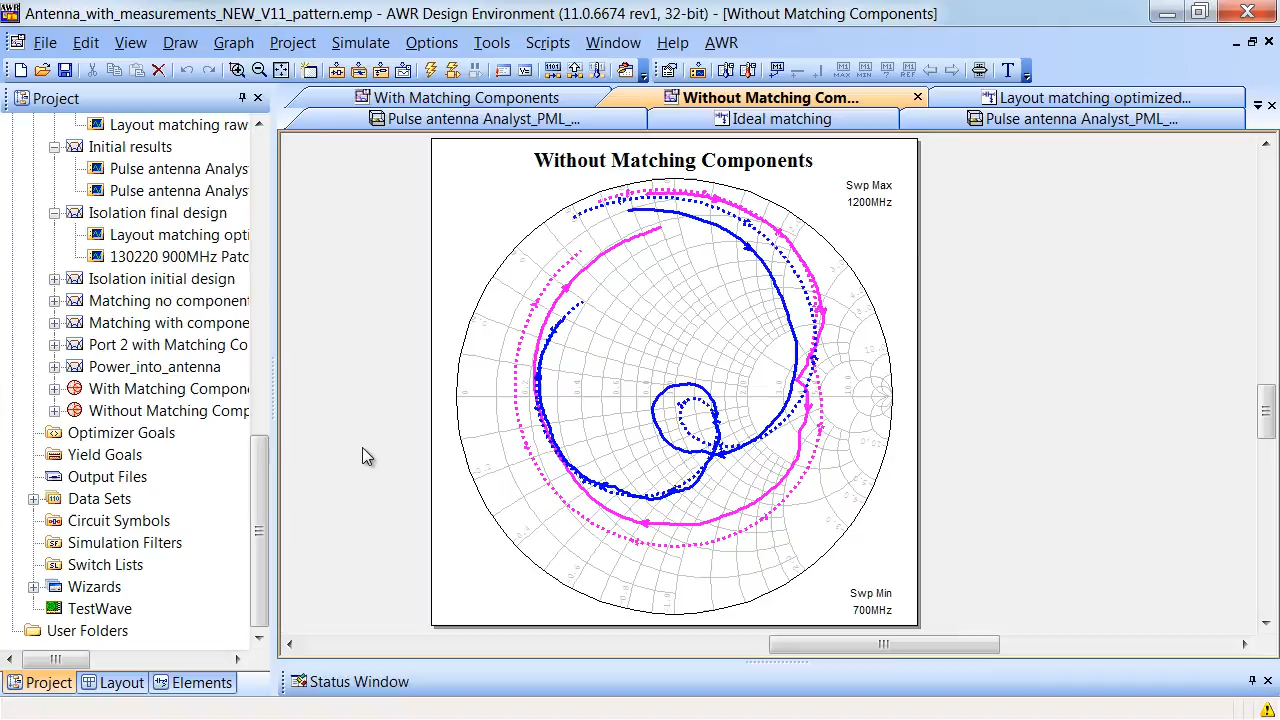 Antenna_with_measurements_NEW_V11_pattern.emp - AWR Design Environment (11.0.6674 rev1, 32-bit) - [Without Matching Components]
File Edit View Draw Graph Project Simulate Options Tools Scripts Window Help AWR
Project
With Matching Components
Without Matching Com...
Layout matching optimized...
Pulse antenna Analyst_PML_...
Ideal matching
Pulse antenna Analyst_PML_...
Layout matching raw
Initial results
Pulse antenna Analys
Pulse antenna Analys
Isolation final design
Layout matching opti
130220 900MHz Patc
Isolation initial design
Matching no component
Matching with compone
Port 2 with Matching Co
Power_into_antenna
With Matching Compon
Without Matching Comp
Optimizer Goals
Yield Goals
Output Files
Data Sets
Circuit Symbols
Simulation Filters
Switch Lists
Wizards
TestWave
User Folders
Project Layout Elements
Without Matching Components
Swp Max
1200MHz
Swp Min
700MHz
Status Window